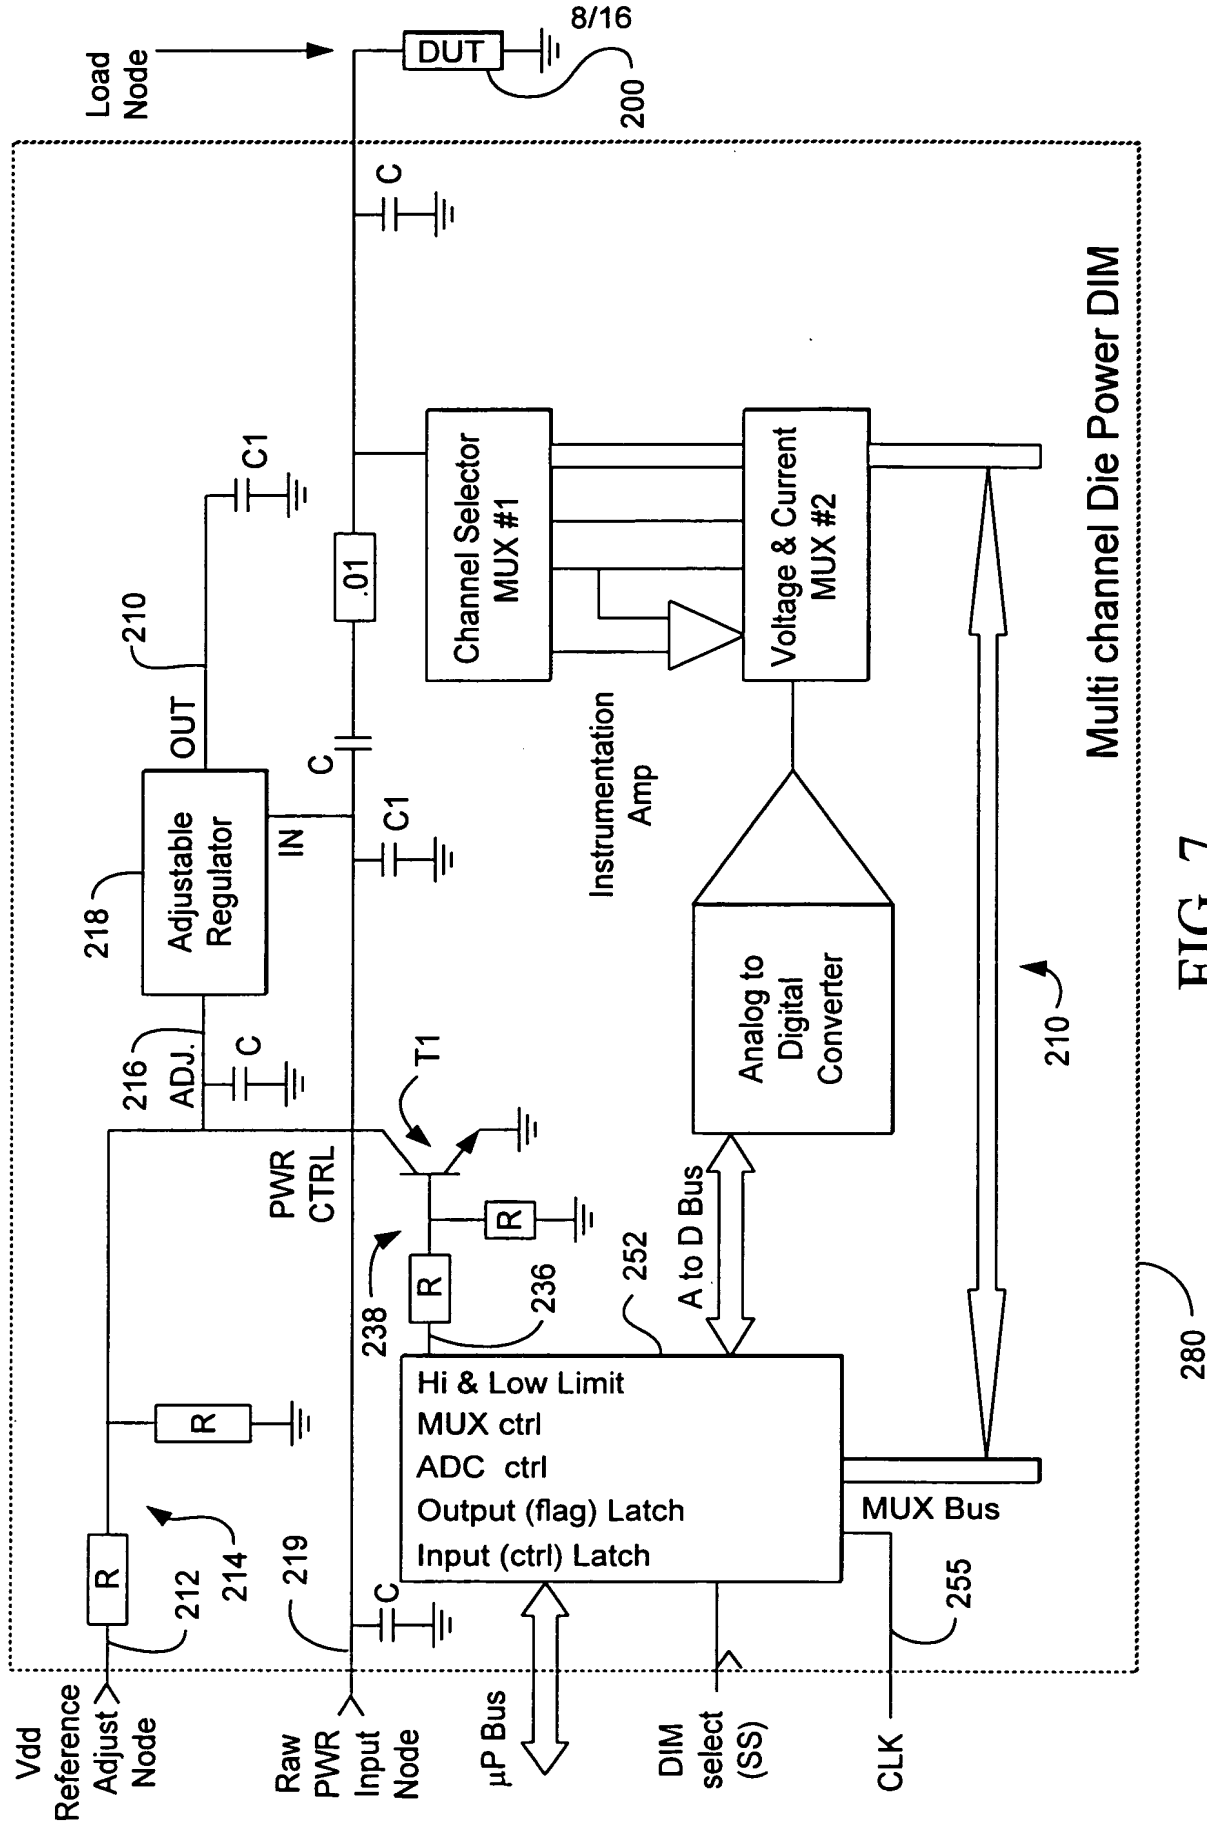 Load
Node
DUT
8/16
200
C
C1
210
OUT
Adjustable
Regulator
218
IN
216
ADJ.
C
C
C1
.01
Channel Selector
MUX #1
Voltage & Current
MUX #2
Instrumentation
Amp
Analog to
Digital
Converter
Multi channel Die Power DIM
210
T1
PWR
CTRL
238
R
R
236
252
A to D Bus
Hi & Low Limit
MUX ctrl
ADC ctrl
Output (flag) Latch
Input (ctrl) Latch
MUX Bus
R
R
214
212
219
C
255
280
Vdd
Reference
Adjust
Node
Raw
PWR
Input
Node
µP Bus
DIM
select
(SS)
CLK
FIG. 7